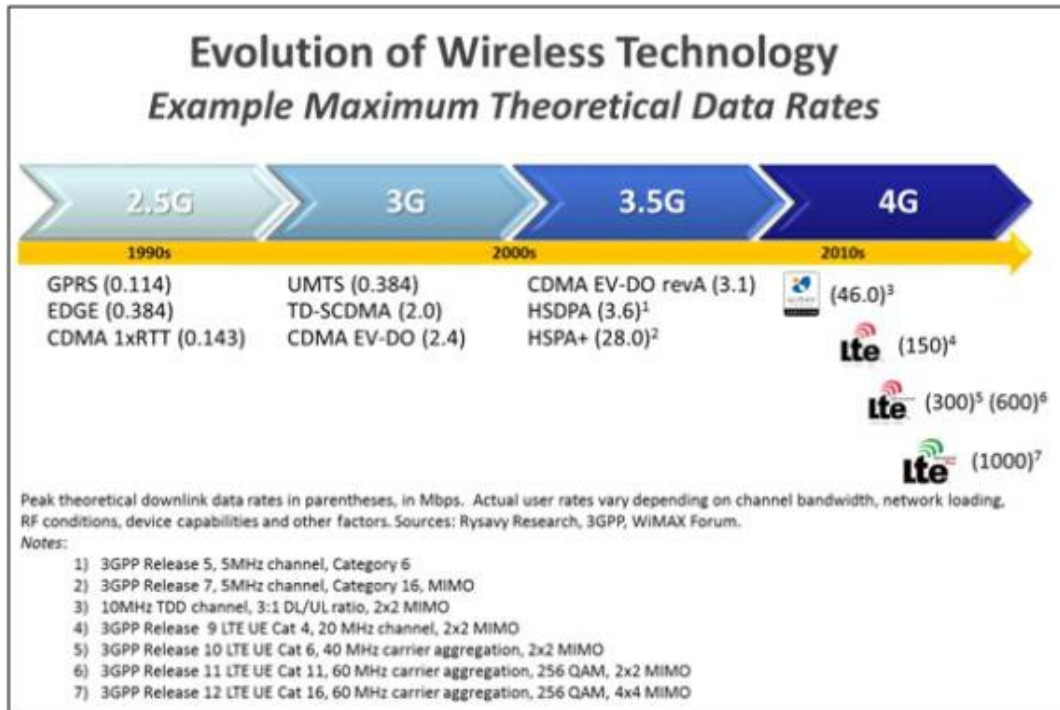 Evolution of Wireless Technology
Example Maximum Theoretical Data Rates
2.5G 3G 3.5G 4G
1990s 2000s 2010s
GPRS (0.114) UMTS (0.384) CDMA EV-DO revA (3.1) (46.0)³
EDGE (0.384) TD-SCDMA (2.0) HSDPA (3.6)¹
CDMA 1xRTT (0.143) CDMA EV-DO (2.4) HSPA+ (28.0)²
Lte (150)⁴
Lte (300)⁵ (600)⁶
Lte (1000)⁷
Peak theoretical downlink data rates in parentheses, in Mbps. Actual user rates vary depending on channel bandwidth, network loading,
RF conditions, device capabilities and other factors. Sources: Rysavy Research, 3GPP, WiMAX Forum.
Notes:
1) 3GPP Release 5, 5MHz channel, Category 6
2) 3GPP Release 7, 5MHz channel, Category 16, MIMO
3) 10MHz TDD channel, 3:1 DL/UL ratio, 2x2 MIMO
4) 3GPP Release 9 LTE UE Cat 4, 20 MHz channel, 2x2 MIMO
5) 3GPP Release 10 LTE UE Cat 6, 40 MHz carrier aggregation, 2x2 MIMO
6) 3GPP Release 11 LTE UE Cat 11, 60 MHz carrier aggregation, 256 QAM, 2x2 MIMO
7) 3GPP Release 12 LTE UE Cat 16, 60 MHz carrier aggregation, 256 QAM, 4x4 MIMO